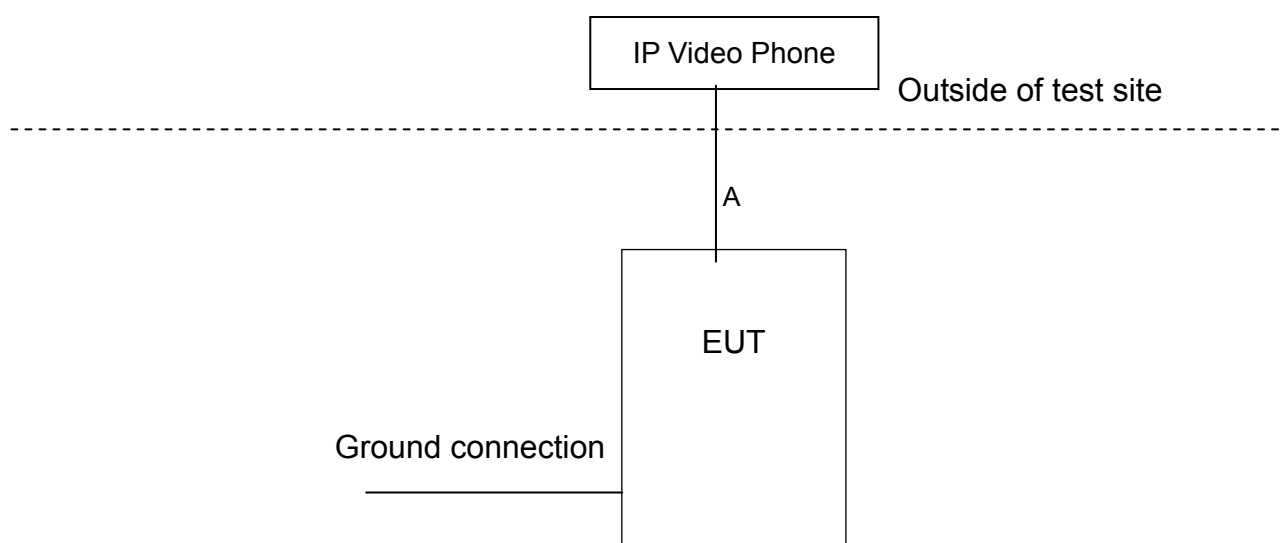 IP Video Phone
Outside of test site
A
EUT
Ground connection